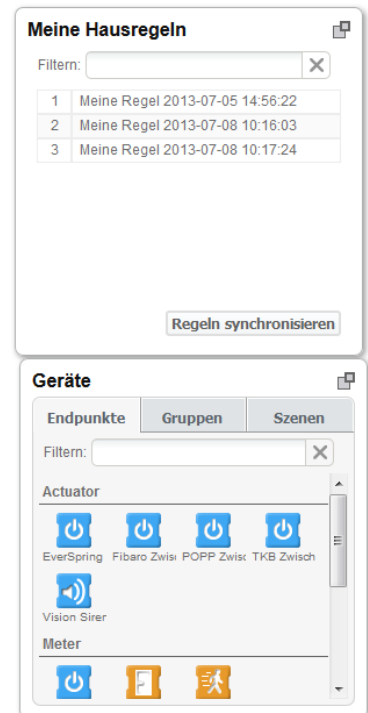 Meine Hausregeln
Filtern:
1 Meine Regel 2013-07-05 14:56:22
2 Meine Regel 2013-07-08 10:16:03
3 Meine Regel 2013-07-08 10:17:24
Regeln synchronisieren
Geräte
Endpunkte Gruppen Szenen
Filtern:
Actuator
EverSpring Fibaro Zwisc POPP Zwisc TKB Zwisch
Vision Sirer
Meter